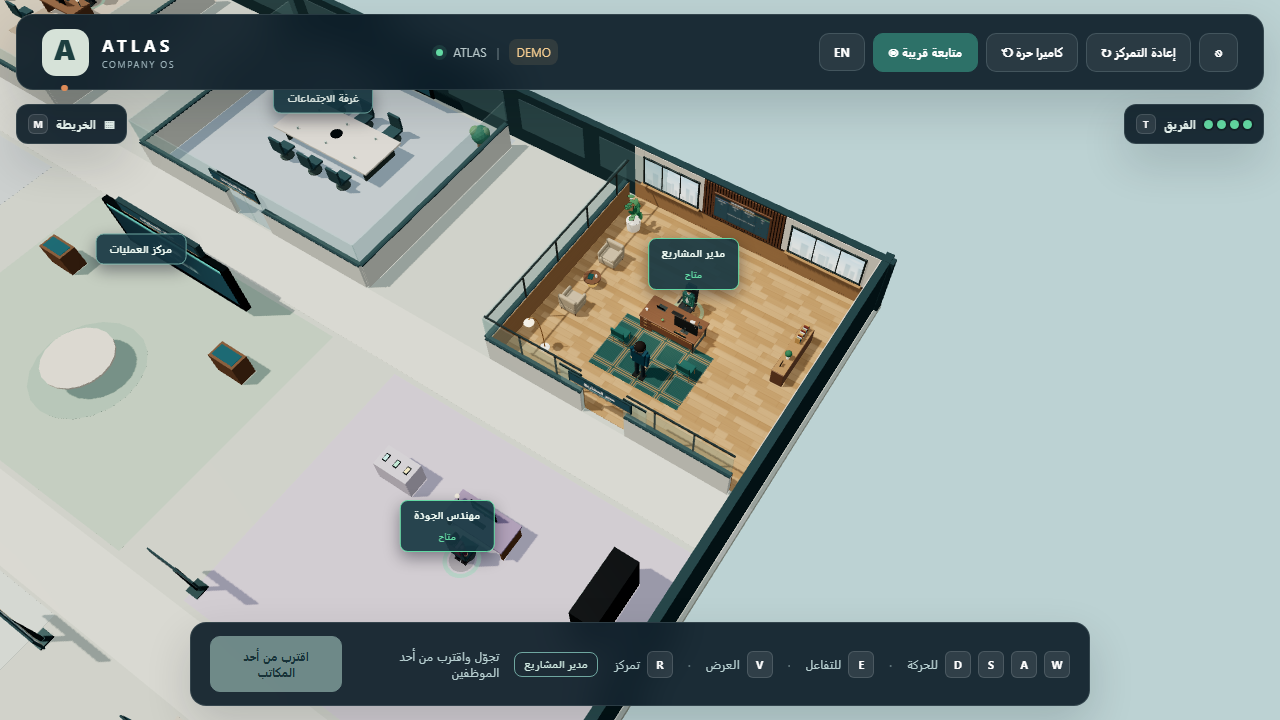 A
ATLAS
COMPANY OS
ATLAS | DEMO
EN
متابعة قريبة
كاميرا حرة
إعادة التمركز
M الخريطة
T الفريق
غرفة الاجتماعات
مركز العمليات
مدير المشاريع
متاح
مهندس الجودة
متاح
W A S D للحركة · E للتفاعل · V العرض · R تمركز
مدير المشاريع
تجوّل واقترب من أحد
الموظفين
اقترب من أحد
المكاتب